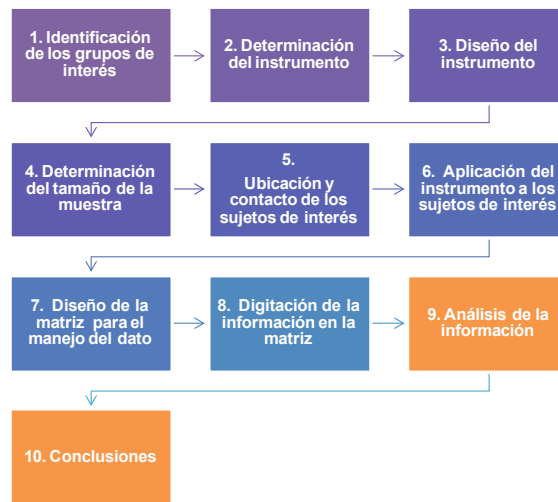 1. Identificación
de los grupos de
interés
2. Determinación
del instrumento
3. Diseño del
instrumento
4. Determinación
del tamaño de la
muestra
5.
Ubicación y
contacto de los
sujetos de interés
6. Aplicación del
instrumento a los
sujetos de interés
7. Diseño de la
matriz para el
manejo del dato
8. Digitación de la
información en la
matriz
9. Análisis de la
información
10. Conclusiones